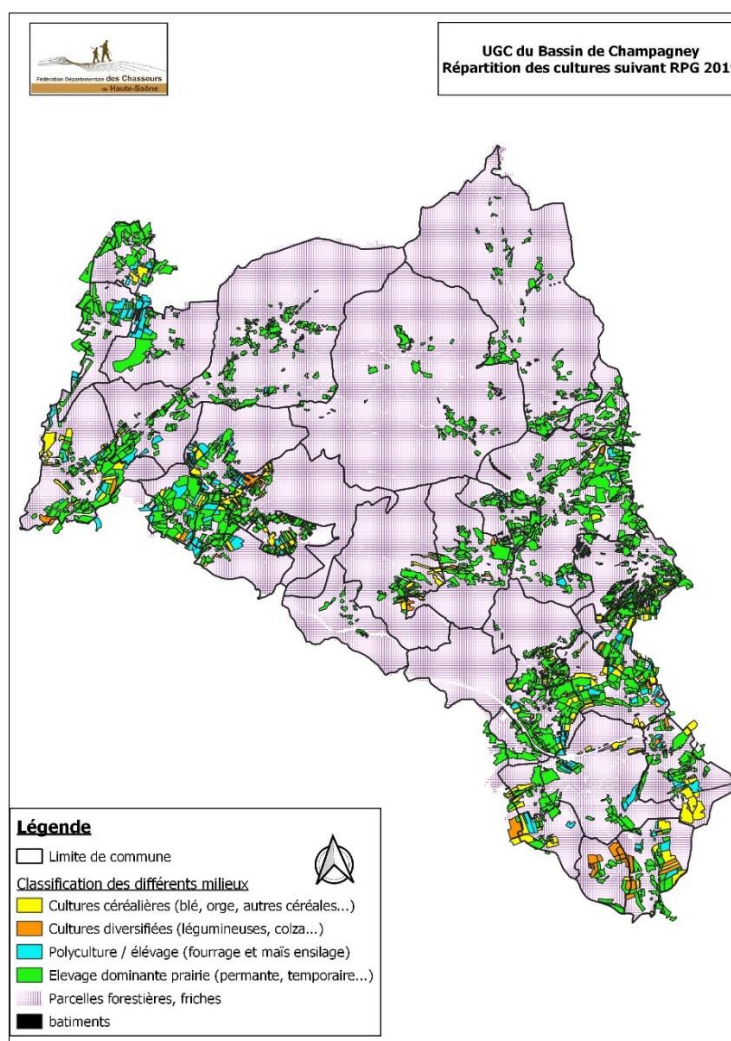 Fédération Départementale des Chasseurs
de Haute-Saône
UGC du Bassin de Champagney
Répartition des cultures suivant RPG 2019
Légende
Limite de commune
Classification des différents milieux
Cultures céréalières (blé, orge, autres céréales...)
Cultures diversifiées (légumineuses, colza...)
Polyculture / élévage (fourrage et maïs ensilage)
Elevage dominante prairie (permante, temporaire...)
Parcelles forestières, friches
batiments